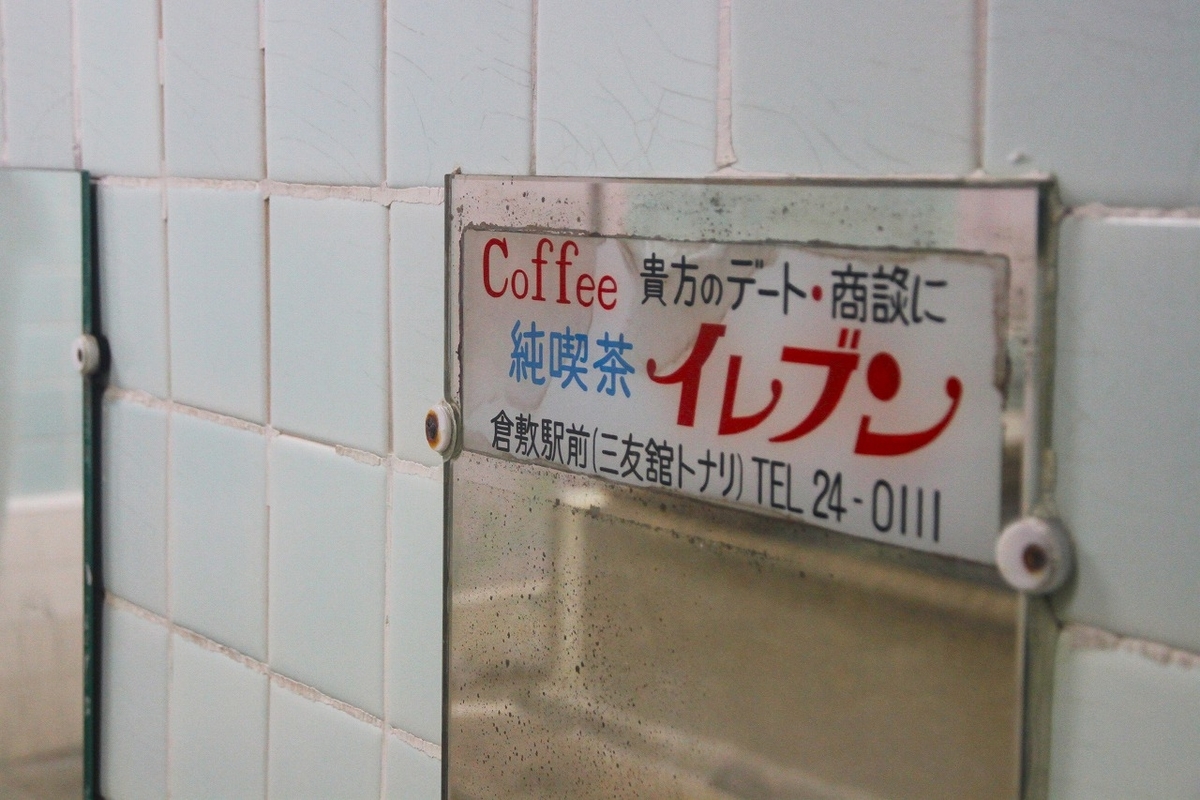 Coffee 貴方のデート・商談に
純喫茶 イレブン
倉敷駅前(三友舘トナリ) TEL 24-0111